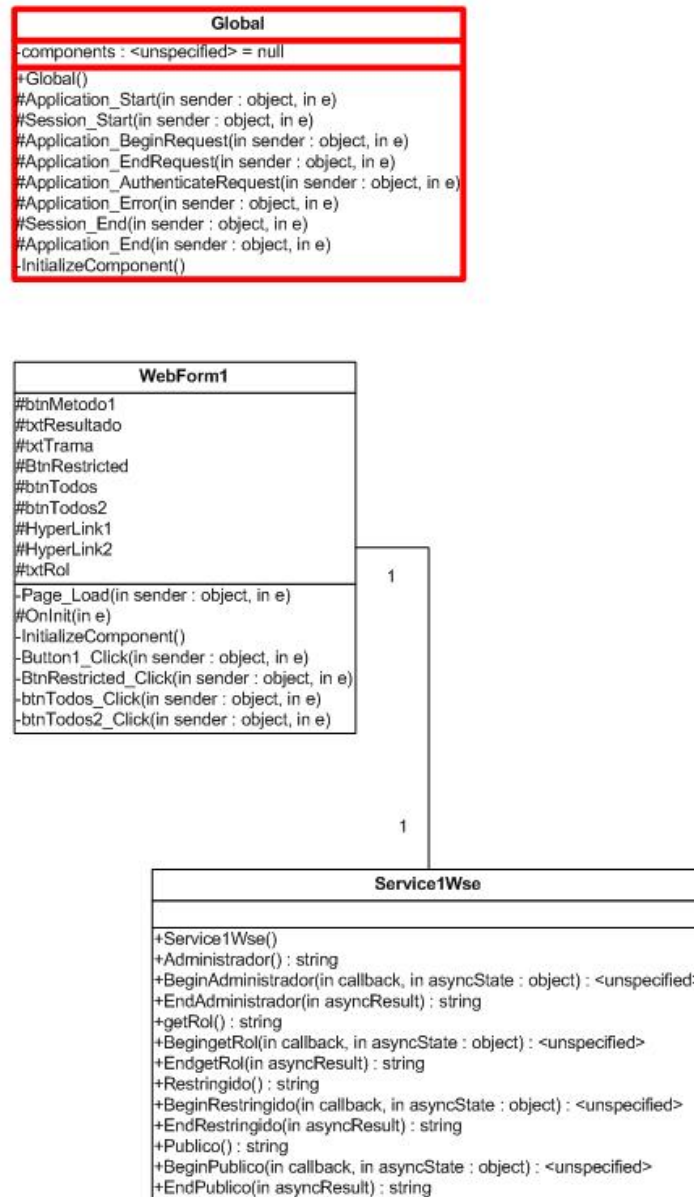 Global
-components : <unspecified> = null
+Global()
#Application_Start(in sender : object, in e)
#Session_Start(in sender : object, in e)
#Application_BeginRequest(in sender : object, in e)
#Application_EndRequest(in sender : object, in e)
#Application_AuthenticateRequest(in sender : object, in e)
#Application_Error(in sender : object, in e)
#Session_End(in sender : object, in e)
#Application_End(in sender : object, in e)
-InitializeComponent()
WebForm1
#btnMetodo1
#txtResultado
#txtTrama
#BtnRestricted
#btnTodos
#btnTodos2
#HyperLink1
#HyperLink2
#txtRol
-Page_Load(in sender : object, in e)
#OnInit(in e)
-InitializeComponent()
-Button1_Click(in sender : object, in e)
-BtnRestricted_Click(in sender : object, in e)
-btnTodos_Click(in sender : object, in e)
-btnTodos2_Click(in sender : object, in e)
1
1
Service1Wse
+Service1Wse()
+Administrador() : string
+BeginAdministrador(in callback, in asyncState : object) : <unspecified>
+EndAdministrador(in asyncResult) : string
+getRol() : string
+BegingetRol(in callback, in asyncState : object) : <unspecified>
+EndgetRol(in asyncResult) : string
+Restringido() : string
+BeginRestringido(in callback, in asyncState : object) : <unspecified>
+EndRestringido(in asyncResult) : string
+Publico() : string
+BeginPublico(in callback, in asyncState : object) : <unspecified>
+EndPublico(in asyncResult) : string